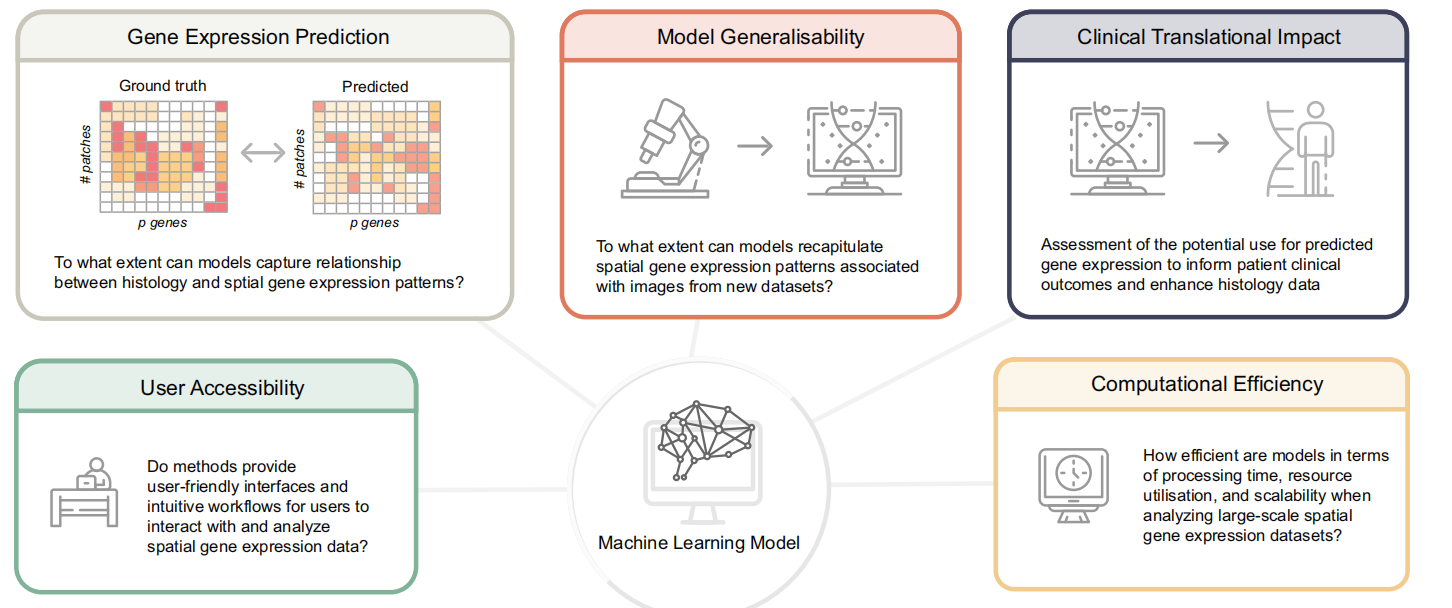 Gene Expression Prediction
Ground truth
Predicted
# patches
# patches
p genes
p genes
To what extent can models capture relationship
between histology and sptial gene expression patterns?
Model Generalisability
To what extent can models recapitulate
spatial gene expression patterns associated
with images from new datasets?
Clinical Translational Impact
Assessment of the potential use for predicted
gene expression to inform patient clinical
outcomes and enhance histology data
User Accessibility
Do methods provide
user-friendly interfaces and
intuitive workflows for users to
interact with and analyze
spatial gene expression data?
Machine Learning Model
Computational Efficiency
How efficient are models in terms
of processing time, resource
utilisation, and scalability when
analyzing large-scale spatial
gene expression datasets?